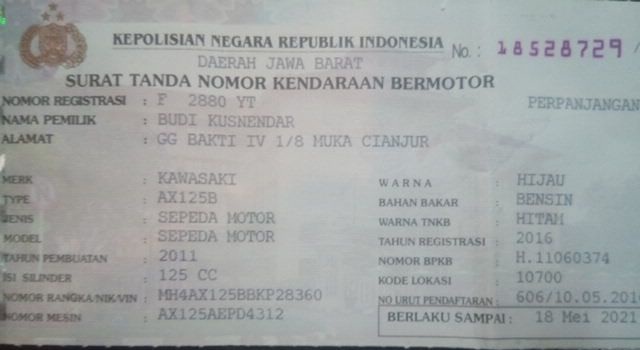 KEPOLISIAN NEGARA REPUBLIK INDONESIA No.: 18528729/
DAERAH JAWA BARAT
SURAT TANDA NOMOR KENDARAAN BERMOTOR
NOMOR REGISTRASI : F 2880 YT PERPANJANGAN
NAMA PEMILIK : BUDI KUSNENDAR
ALAMAT : GG BAKTI IV 1/8 MUKA CIANJUR
MERK : KAWASAKI
TYPE : AX125B
JENIS : SEPEDA MOTOR
MODEL : SEPEDA MOTOR
TAHUN PEMBUATAN : 2011
ISI SILINDER : 125 CC
NOMOR RANGKA/NIK/VIN : MH4AX125BBKP28360
NOMOR MESIN : AX125AEPD4312
WARNA : HIJAU
BAHAN BAKAR : BENSIN
WARNA TNKB : HITAM
TAHUN REGISTRASI : 2016
NOMOR BPKB : H.11060374
KODE LOKASI : 10700
NO URUT PENDAFTARAN : 606/10.05.201
BERLAKU SAMPAI : 18 Mei 2021